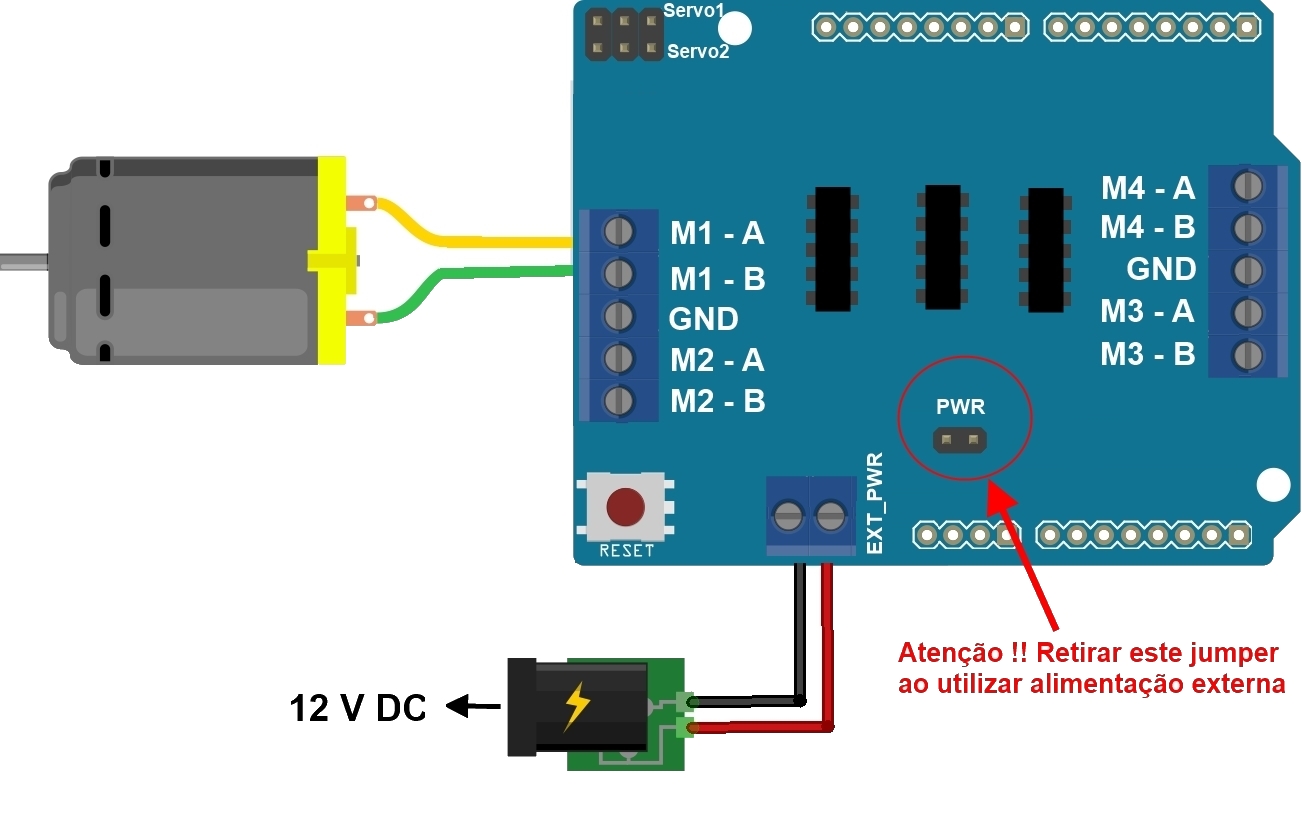 Servo1
Servo2
M1 - A
M1 - B
GND
M2 - A
M2 - B
M4 - A
M4 - B
GND
M3 - A
M3 - B
PWR
EXT_PWR
RESET
Atenção !! Retirar este jumper
ao utilizar alimentação externa
12 V DC